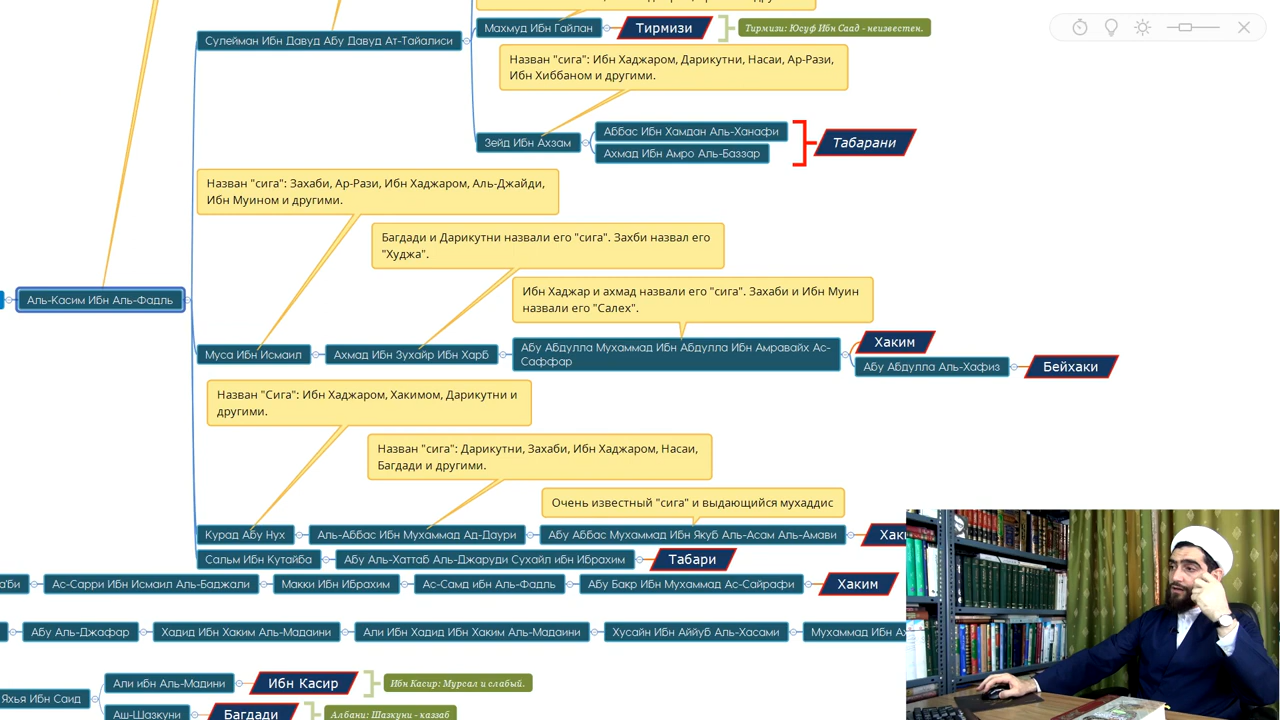 Сулейман Ибн Давуд Абу Давуд Ат-Тайалиси
Махмуд Ибн Гайлан
Тирмизи
Тирмизи: Юсуф Ибн Саад - неизвестен.
Назван "сига": Ибн Хаджаром, Дарикутни, Насаи, Ар-Рази,
Ибн Хиббаном и другими.
Зейд Ибн Ахзам
Аббас Ибн Хамдан Аль-Ханафи
Ахмад Ибн Амро Аль-Баззар
Табарани
Назван "сига": Захаби, Ар-Рази, Ибн Хаджаром, Аль-Джайди,
Ибн Муином и другими.
Багдади и Дарикутни назвали его "сига". Захби назвал его
"Худжа".
Ибн Хаджар и ахмад назвали его "сига". Захаби и Ибн Муин
назвали его "Салех".
Аль-Касим Ибн Аль-Фадль
Муса Ибн Исмаил
Ахмад Ибн Зухайр Ибн Харб
Абу Абдулла Мухаммад Ибн Абдулла Ибн Амравайх Ас-
Саффар
Хаким
Абу Абдулла Аль-Хафиз
Бейхаки
Назван "Сига": Ибн Хаджаром, Хакимом, Дарикутни и
другими.
Назван "сига": Дарикутни, Захаби, Ибн Хаджаром, Насаи,
Багдади и другими.
Очень известный "сига" и выдающийся мухаддис
Курад Абу Нух
Аль-Аббас Ибн Мухаммад Ад-Даури
Абу Аббас Мухаммад Ибн Якуб Аль-Асам Аль-Амави
Сальм Ибн Кутайба
Абу Аль-Хаттаб Аль-Джаруди Сухайл ибн Ибрахим
Табари
Ас-Сарри Ибн Исмаил Аль-Баджали
Макки Ибн Ибрахим
Ас-Самд ибн Аль-Фадль
Абу Бакр Ибн Мухаммад Ас-Сайрафи
Хаким
Абу Аль-Джафар
Хадид Ибн Хаким Аль-Мадаини
Али Ибн Хадид Ибн Хаким Аль-Мадаини
Хусайн Ибн Аййуб Аль-Хасами
Мухаммад Ибн
Яхья Ибн Саид
Али ибн Аль-Мадини
Ибн Касир
Ибн Касир: Мурсал и слабый.
Аш-Шазкуни
Багдади
Албани: Шазкуни - каззаб